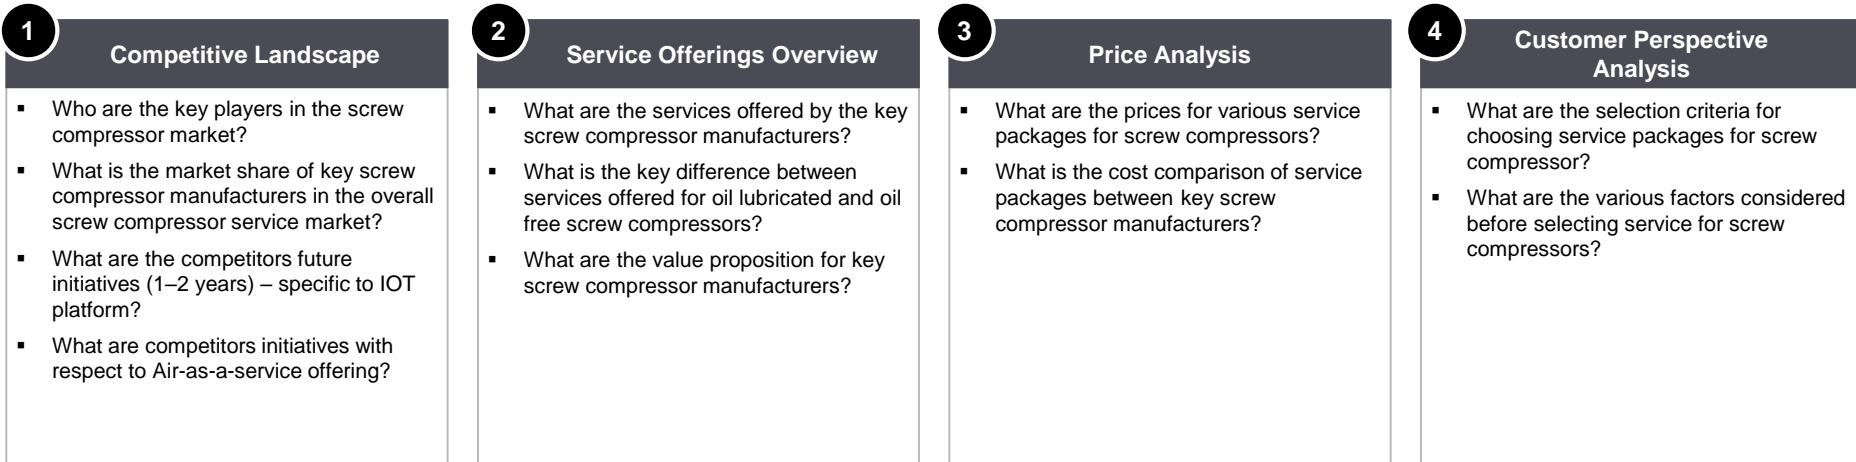 1
Competitive Landscape
▪ Who are the key players in the screw
compressor market?
▪ What is the market share of key screw
compressor manufacturers in the overall
screw compressor service market?
▪ What are the competitors future
initiatives (1–2 years) – specific to IOT
platform?
▪ What are competitors initiatives with
respect to Air-as-a-service offering?
2
Service Offerings Overview
▪ What are the services offered by the key
screw compressor manufacturers?
▪ What is the key difference between
services offered for oil lubricated and oil
free screw compressors?
▪ What are the value proposition for key
screw compressor manufacturers?
3
Price Analysis
▪ What are the prices for various service
packages for screw compressors?
▪ What is the cost comparison of service
packages between key screw
compressor manufacturers?
4
Customer Perspective
Analysis
▪ What are the selection criteria for
choosing service packages for screw
compressor?
▪ What are the various factors considered
before selecting service for screw
compressors?